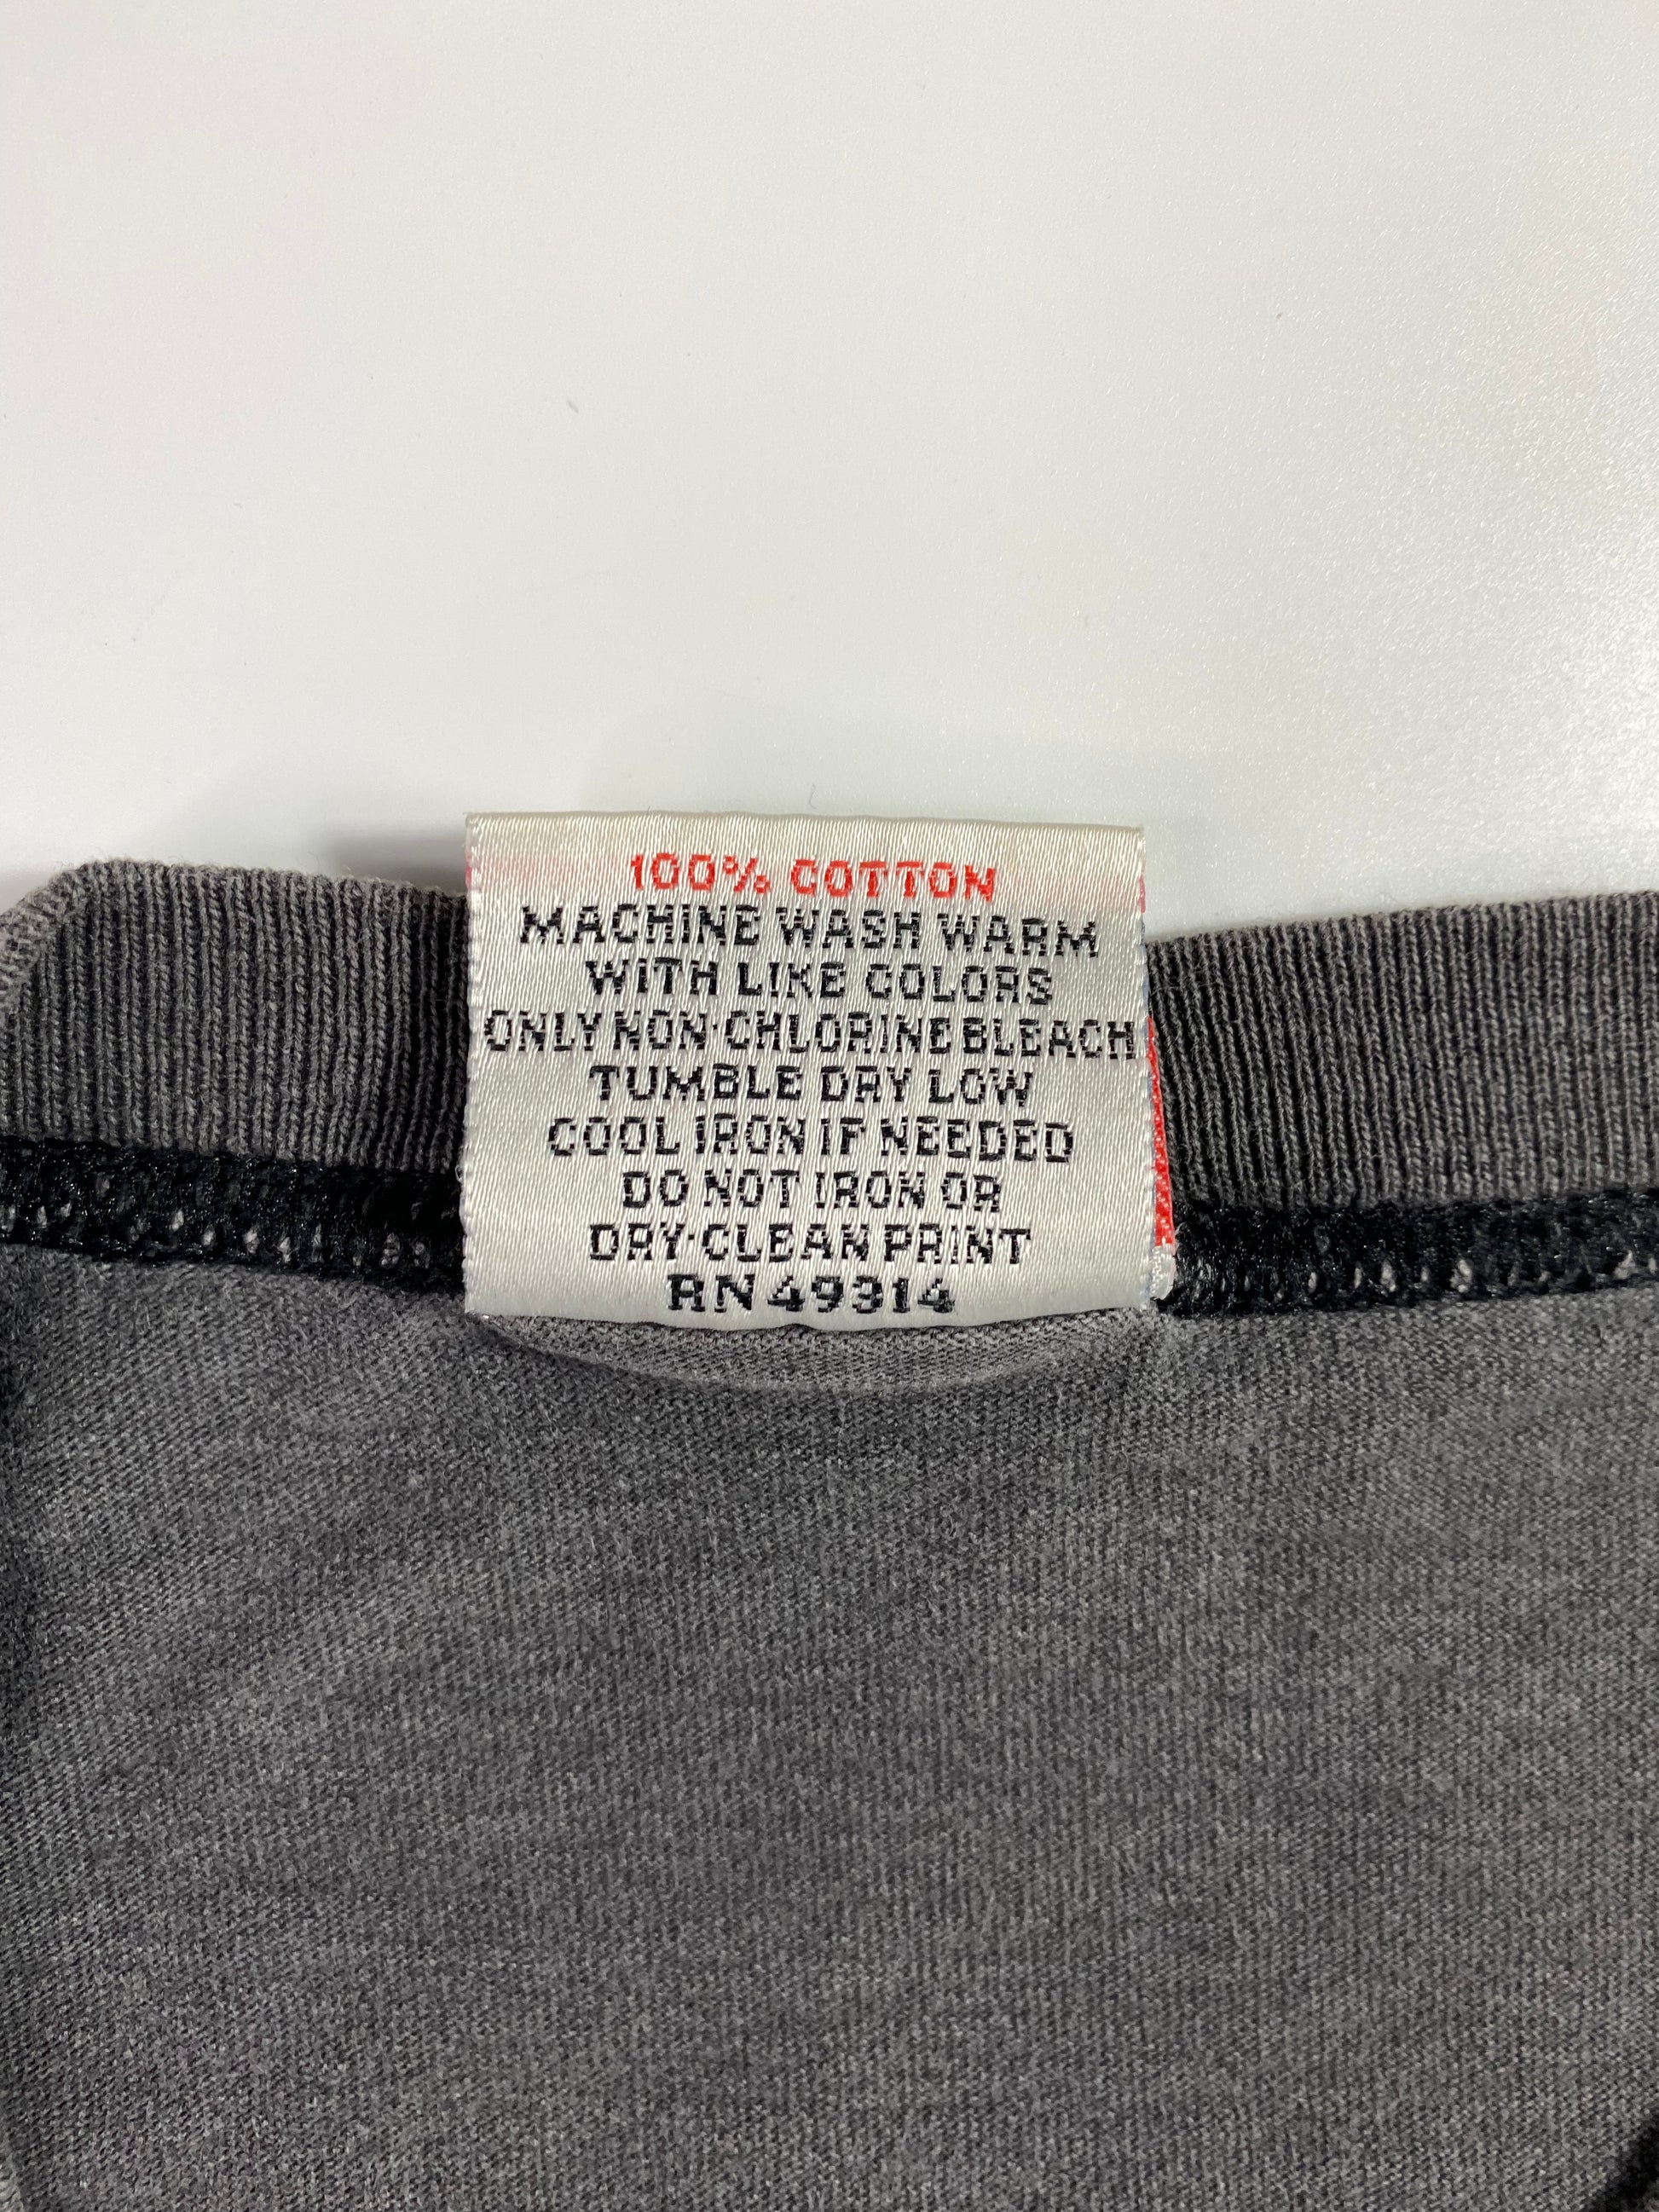 100% COTTON
MACHINE WASH WARM
WITH LIKE COLORS
ONLY NON-CHLORINE BLEACH
TUMBLE DRY LOW
COOL IRON IF NEEDED
DO NOT IRON OR
DRY-CLEAN PRINT
RN 49314